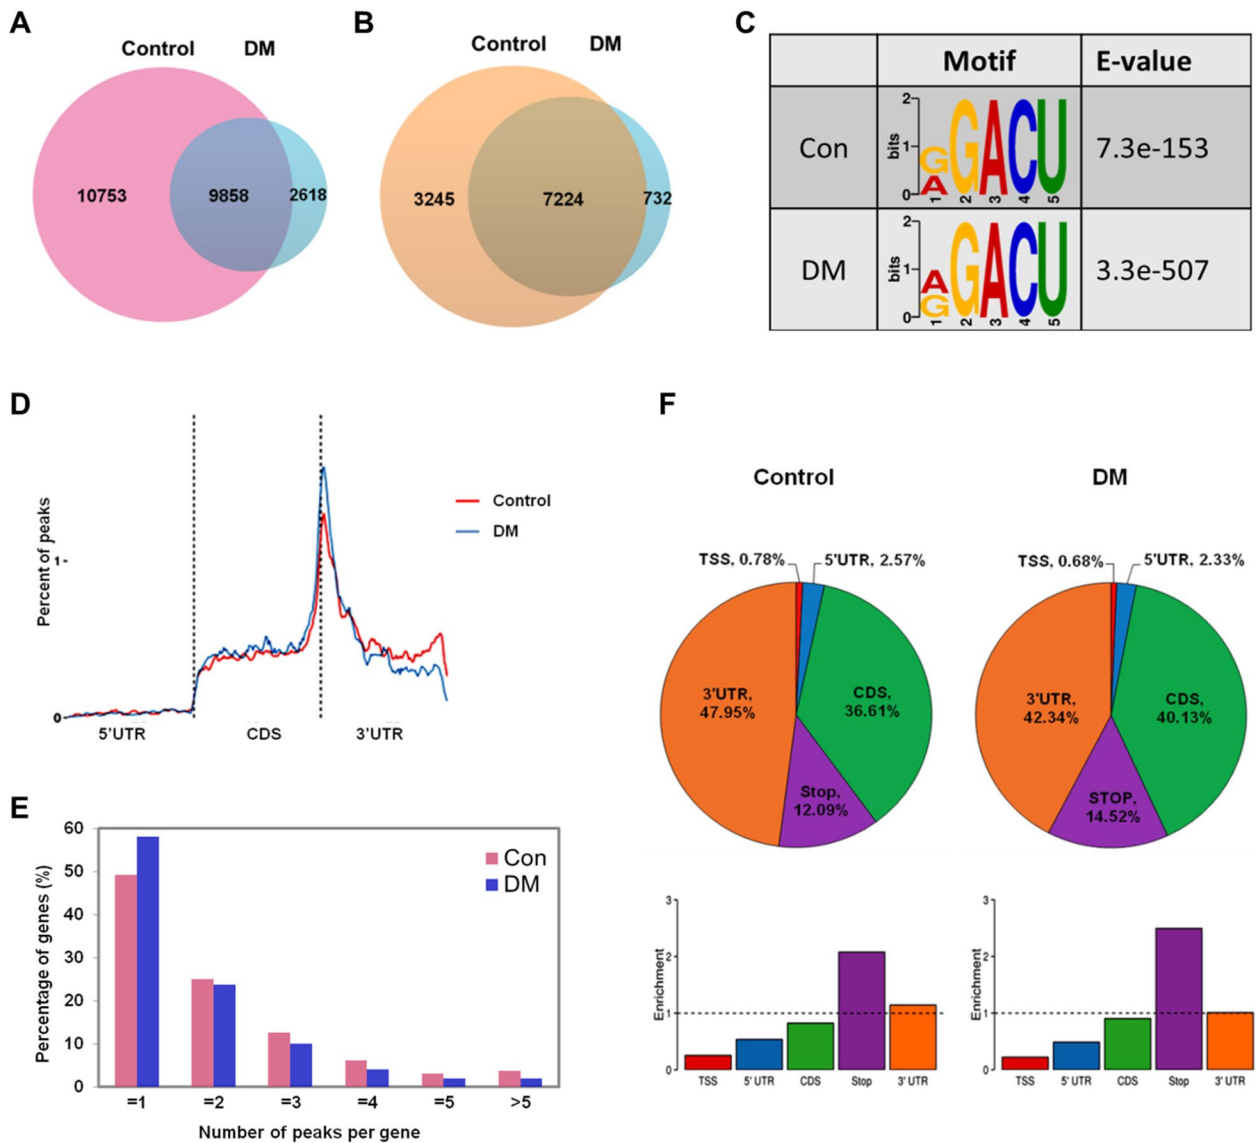 A
Control DM
10753 9858 2618
B
Control DM
3245 7224 732
C
Motif E-value
Con
bits
2
1
0
G
A
GACU
1 2 3 4 5
7.3e-153
DM
bits
2
1
0
A
G
GACU
1 2 3 4 5
3.3e-507
D
Percent of peaks
1
0
5'UTR CDS 3'UTR
Control
DM
E
Percentage of genes (%)
60
50
40
30
20
10
0
=1 =2 =3 =4 =5 >5
Number of peaks per gene
Con
DM
F
Control
TSS, 0.78% 5'UTR, 2.57%
3'UTR,
47.95%
CDS,
36.61%
Stop,
12.09%
DM
TSS, 0.68% 5'UTR, 2.33%
3'UTR,
42.34%
CDS,
40.13%
STOP,
14.52%
Enrichment
3
2
1
0
TSS 5' UTR CDS Stop 3' UTR
Enrichment
3
2
1
0
TSS 5' UTR CDS Stop 3' UTR